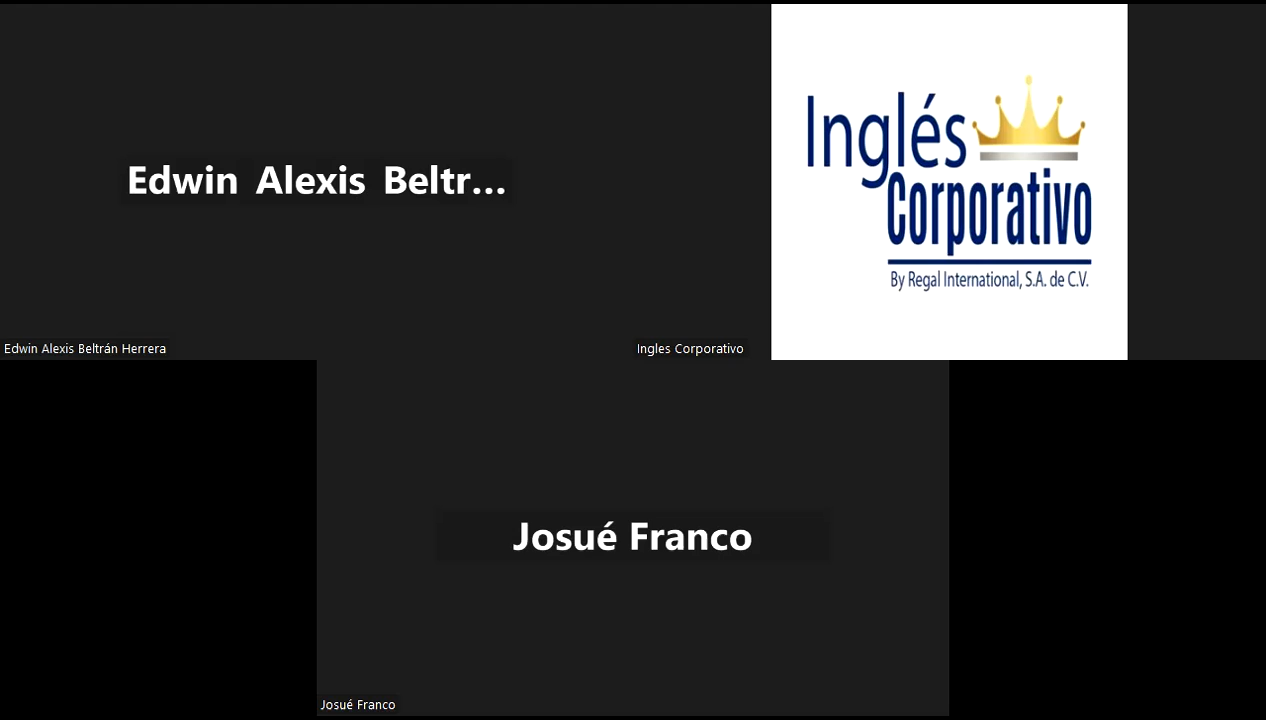 Edwin Alexis Beltr...
Edwin Alexis Beltrán Herrera
Inglés
Corporativo
By Regal International, S.A. de C.V.
Ingles Corporativo
Josué Franco
Josué Franco